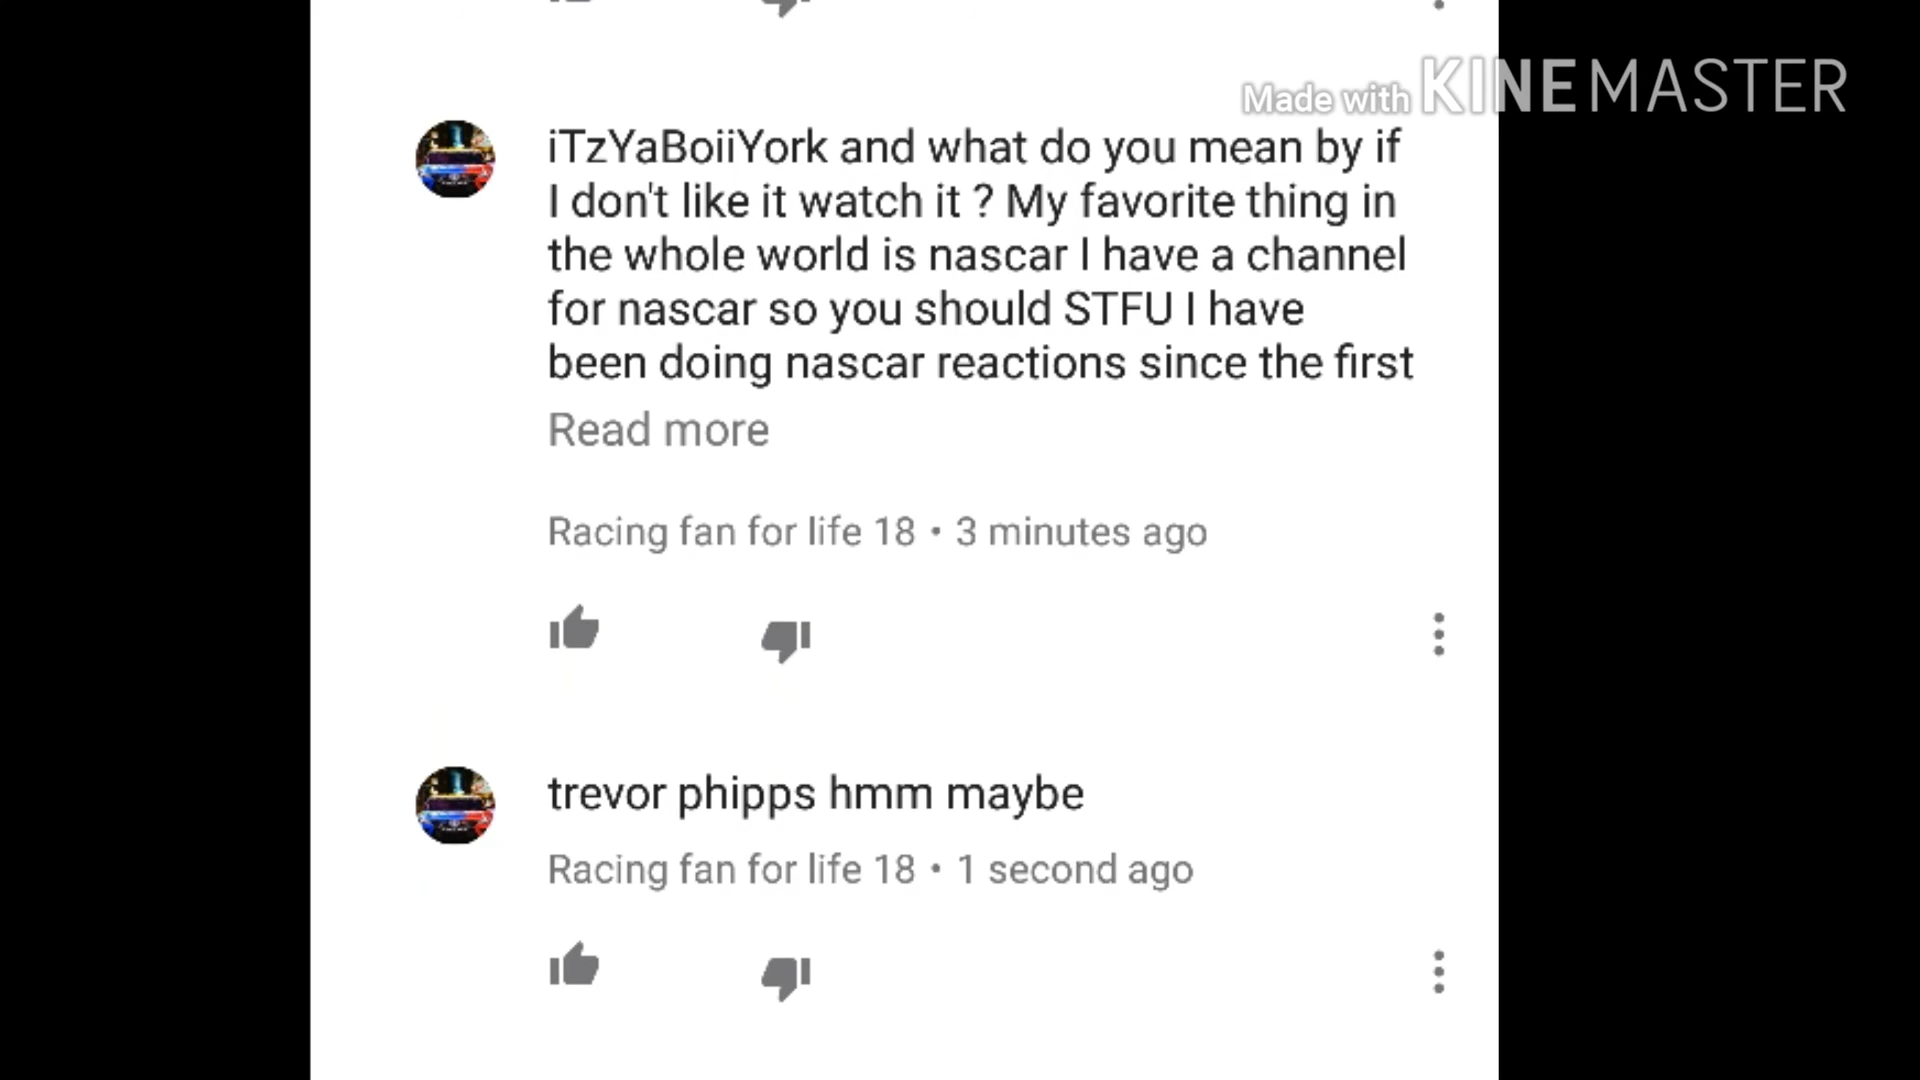 Made with KINEMASTER
iTzYaBoiiYork and what do you mean by if
I don't like it watch it ? My favorite thing in
the whole world is nascar I have a channel
for nascar so you should STFU I have
been doing nascar reactions since the first
Read more
Racing fan for life 18 • 3 minutes ago
trevor phipps hmm maybe
Racing fan for life 18 • 1 second ago